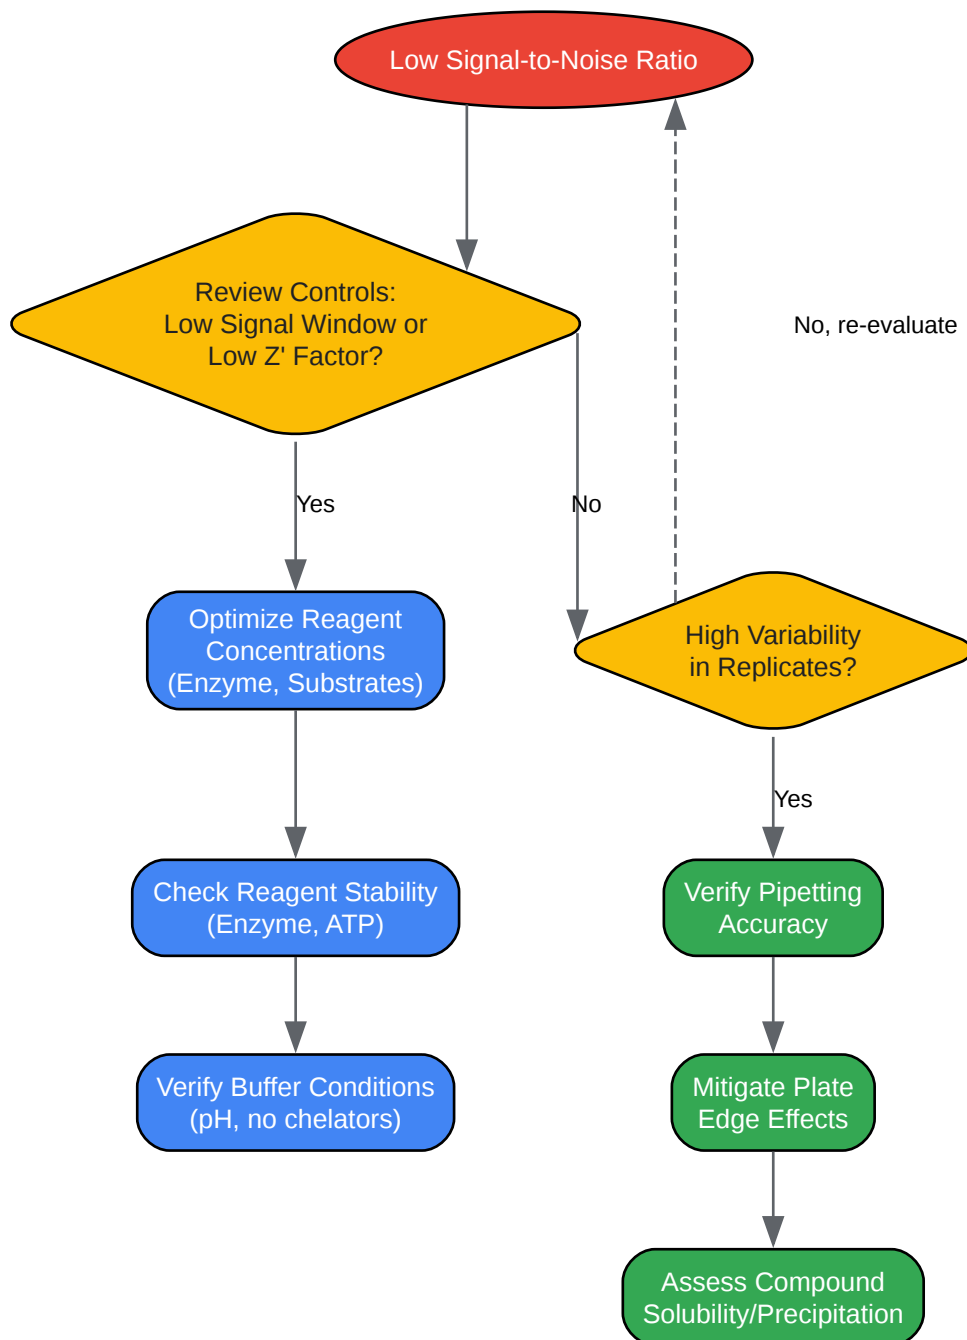 Low Signal-to-Noise Ratio
Review Controls:
Low Signal Window or
Low Z' Factor?
No, re-evaluate
Yes
No
Optimize Reagent
Concentrations
(Enzyme, Substrates)
High Variability
in Replicates?
Yes
Check Reagent Stability
(Enzyme, ATP)
Verify Pipetting
Accuracy
Verify Buffer Conditions
(pH, no chelators)
Mitigate Plate
Edge Effects
Assess Compound
Solubility/Precipitation